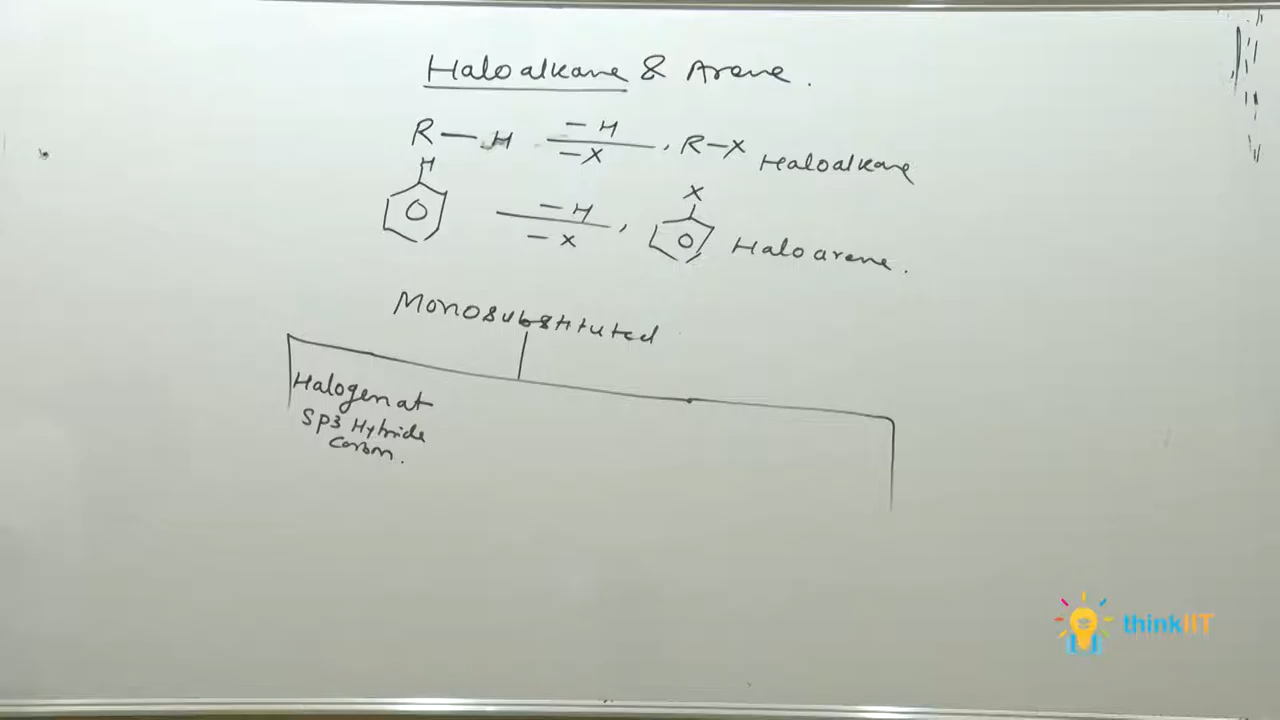 Haloalkane & Arene.
R — H —H —X R—X Haloalkane
H
—H —X X Haloarene.
Monosubstituted
Halogen at
Sp3 Hybride
Carbon.
thinkIIT